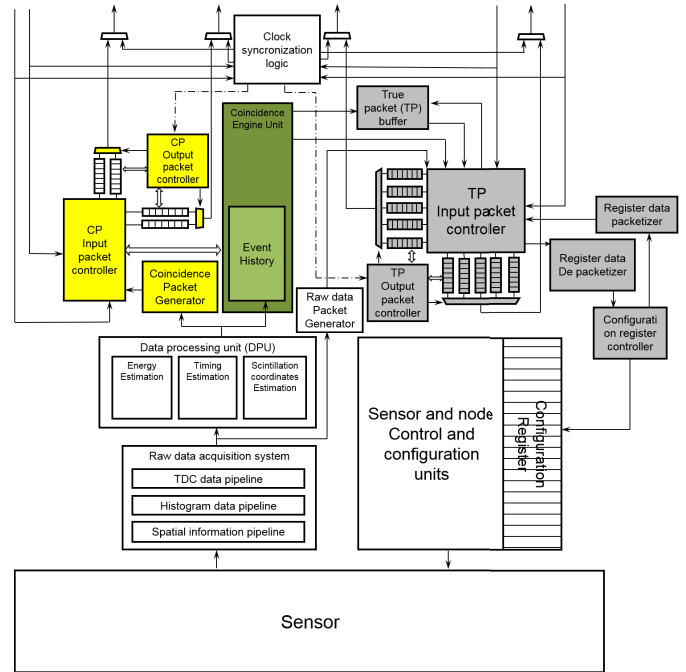 Clock
syncronization
logic
True
packet (TP)
buffer
Coincidence
Engine Unit
CP
Output
packet
controller
TP
Input packet
controler
CP
Input
packet
controller
Event
History
Register data
packetizer
Register data
De packetizer
TP
Output
packet
controller
Coincidence
Packet
Generator
Raw data
Packet
Generator
Configurati
on register
controller
Data processing unit (DPU)
Energy
Estimation
Timing
Estimation
Scintillation
coordinates
Estimation
Sensor and node
Control and
configuration
units
Configuration
Register
Raw data acquisition system
TDC data pipeline
Histogram data pipeline
Spatial information pipeline
Sensor